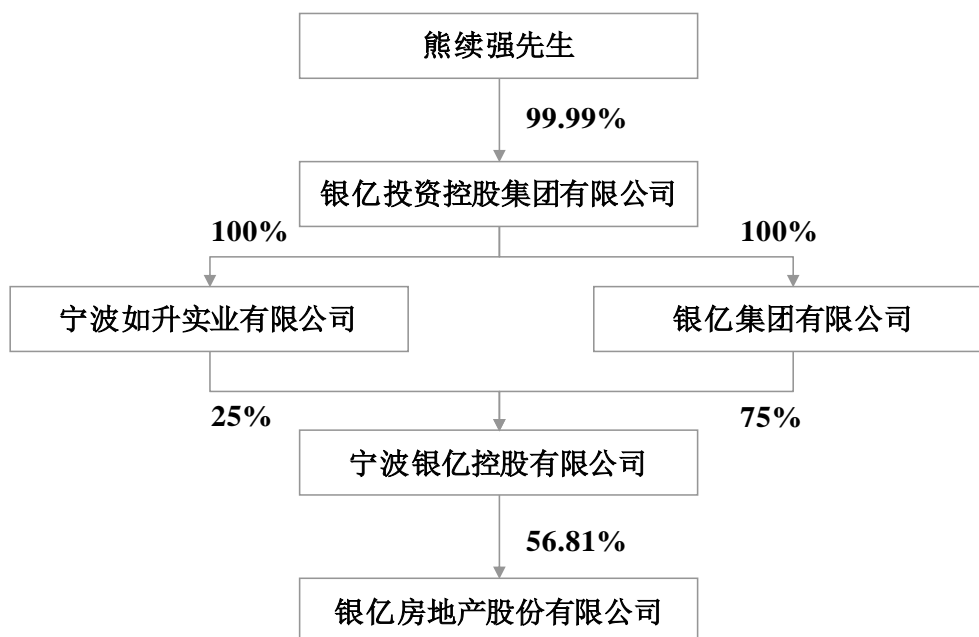 熊续强先生
99.99%
银亿投资控股集团有限公司
100%
100%
宁波如升实业有限公司
银亿集团有限公司
25%
75%
宁波银亿控股有限公司
56.81%
银亿房地产股份有限公司